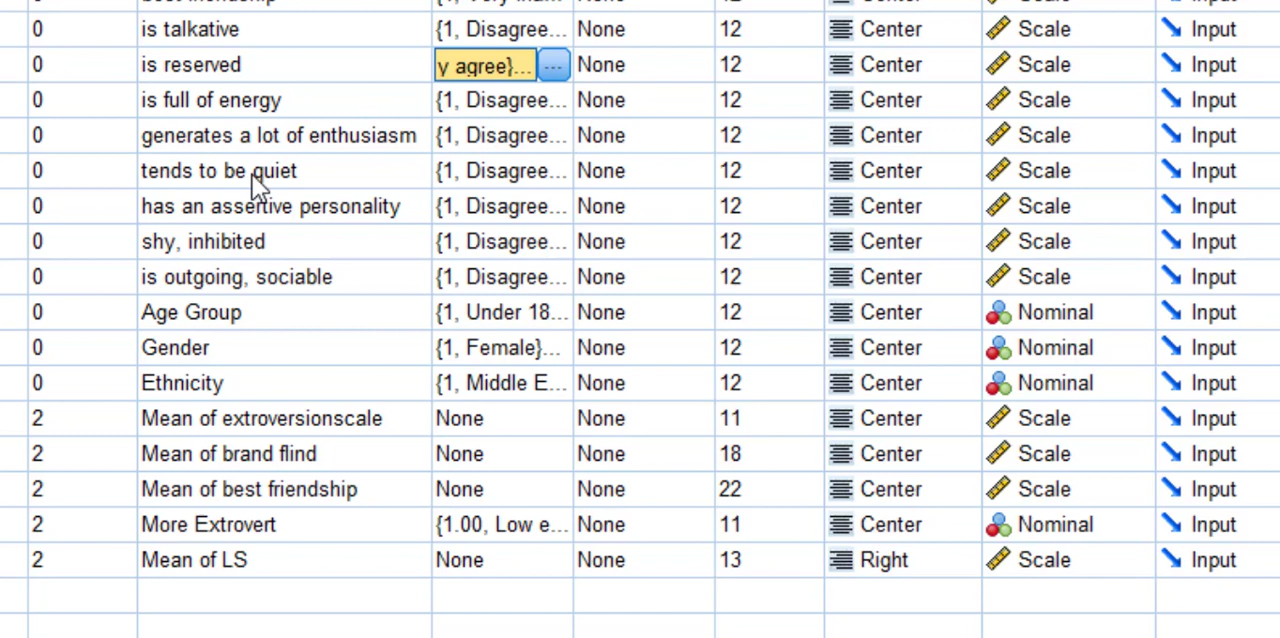 0 is talkative {1, Disagree... None 12 Center Scale Input
0 is reserved y agree}... ... None 12 Center Scale Input
0 is full of energy {1, Disagree... None 12 Center Scale Input
0 generates a lot of enthusiasm {1, Disagree... None 12 Center Scale Input
0 tends to be quiet {1, Disagree... None 12 Center Scale Input
0 has an assertive personality {1, Disagree... None 12 Center Scale Input
0 shy, inhibited {1, Disagree... None 12 Center Scale Input
0 is outgoing, sociable {1, Disagree... None 12 Center Scale Input
0 Age Group {1, Under 18... None 12 Center Nominal Input
0 Gender {1, Female}... None 12 Center Nominal Input
0 Ethnicity {1, Middle E... None 12 Center Nominal Input
2 Mean of extroversionscale None None 11 Center Scale Input
2 Mean of brand flind None None 18 Center Scale Input
2 Mean of best friendship None None 22 Center Scale Input
2 More Extrovert {1.00, Low e... None 11 Center Nominal Input
2 Mean of LS None None 13 Right Scale Input